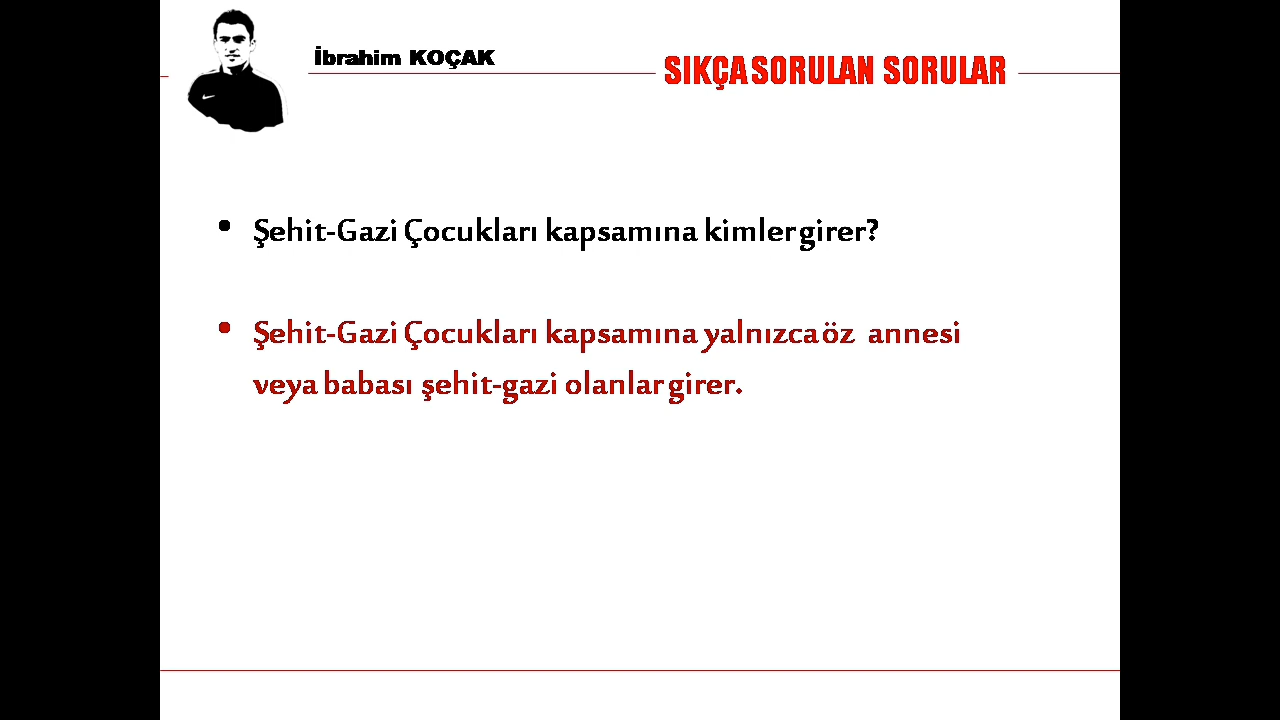 İbrahim KOÇAK
SIKÇA SORULAN SORULAR
• Şehit-Gazi Çocukları kapsamına kimler girer?
• Şehit-Gazi Çocukları kapsamına yalnızca öz annesi
veya babası şehit-gazi olanlar girer.